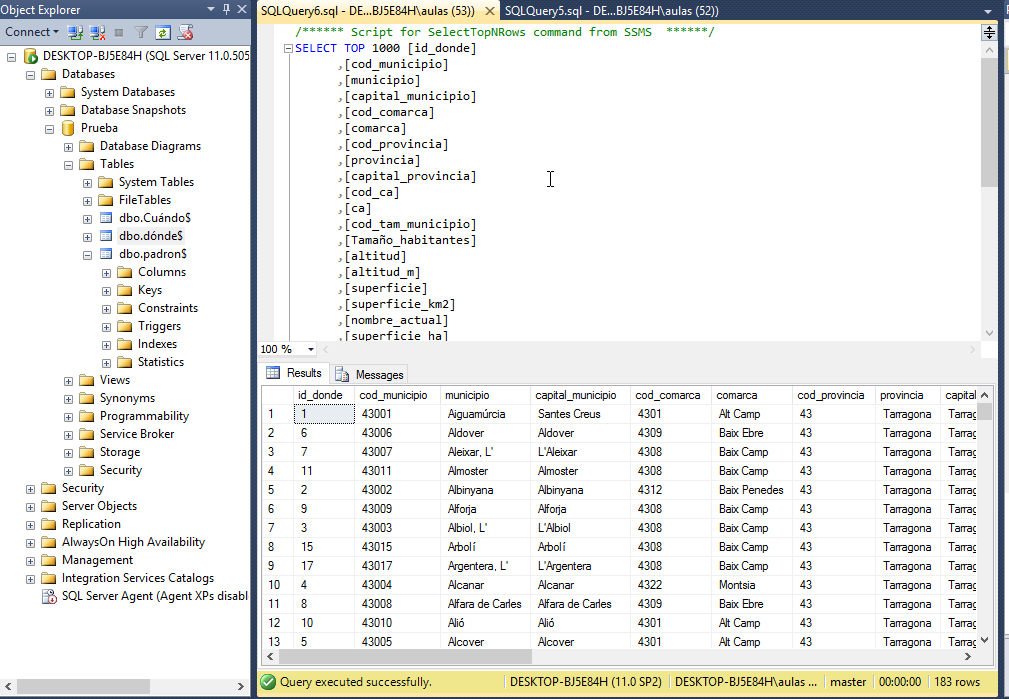 Object Explorer
Connect
DESKTOP-BJ5E84H (SQL Server 11.0.505
Databases
System Databases
Database Snapshots
Prueba
Database Diagrams
Tables
System Tables
FileTables
dbo.Cuándo$
dbo.dónde$
dbo.padron$
Columns
Keys
Constraints
Triggers
Indexes
Statistics
Views
Synonyms
Programmability
Service Broker
Storage
Security
Security
Server Objects
Replication
AlwaysOn High Availability
Management
Integration Services Catalogs
SQL Server Agent (Agent XPs disabl
SQLQuery6.sql - DE...BJ5E84H\aulas (53)) SQLQuery5.sql - DE...BJ5E84H\aulas (52))
/****** Script for SelectTopNRows command from SSMS ******/
SELECT TOP 1000 [id_donde]
,[cod_municipio]
,[municipio]
,[capital_municipio]
,[cod_comarca]
,[comarca]
,[cod_provincia]
,[provincia]
,[capital_provincia]
,[cod_ca]
,[ca]
,[cod_tam_municipio]
,[Tamaño_habitantes]
,[altitud]
,[altitud_m]
,[superficie]
,[superficie_km2]
,[nombre_actual]
,[superficie_ha]
100 %
Results Messages
id_donde cod_municipio municipio capital_municipio cod_comarca comarca cod_provincia provincia capital
1 1 43001 Aiguamúrcia Santes Creus 4301 Alt Camp 43 Tarragona Tarrag
2 6 43006 Aldover Aldover 4309 Baix Ebre 43 Tarragona Tarrag
3 7 43007 Aleixar, L' L'Aleixar 4308 Baix Camp 43 Tarragona Tarrag
4 11 43011 Almoster Almoster 4308 Baix Camp 43 Tarragona Tarrag
5 2 43002 Albinyana Albinyana 4312 Baix Penedes 43 Tarragona Tarrag
6 9 43009 Alforja Alforja 4308 Baix Camp 43 Tarragona Tarrag
7 3 43003 Albiol, L' L'Albiol 4308 Baix Camp 43 Tarragona Tarrag
8 15 43015 Arbolí Arbolí 4308 Baix Camp 43 Tarragona Tarrag
9 17 43017 Argentera, L' L'Argentera 4308 Baix Camp 43 Tarragona Tarrag
10 4 43004 Alcanar Alcanar 4322 Montsia 43 Tarragona Tarrag
11 8 43008 Alfara de Carles Alfara de Carles 4309 Baix Ebre 43 Tarragona Tarrag
12 10 43010 Alió Alió 4301 Alt Camp 43 Tarragona Tarrag
13 5 43005 Alcover Alcover 4301 Alt Camp 43 Tarragona Tarrag
Query executed successfully. DESKTOP-BJ5E84H (11.0 SP2) DESKTOP-BJ5E84H\aulas ... master 00:00:00 183 rows